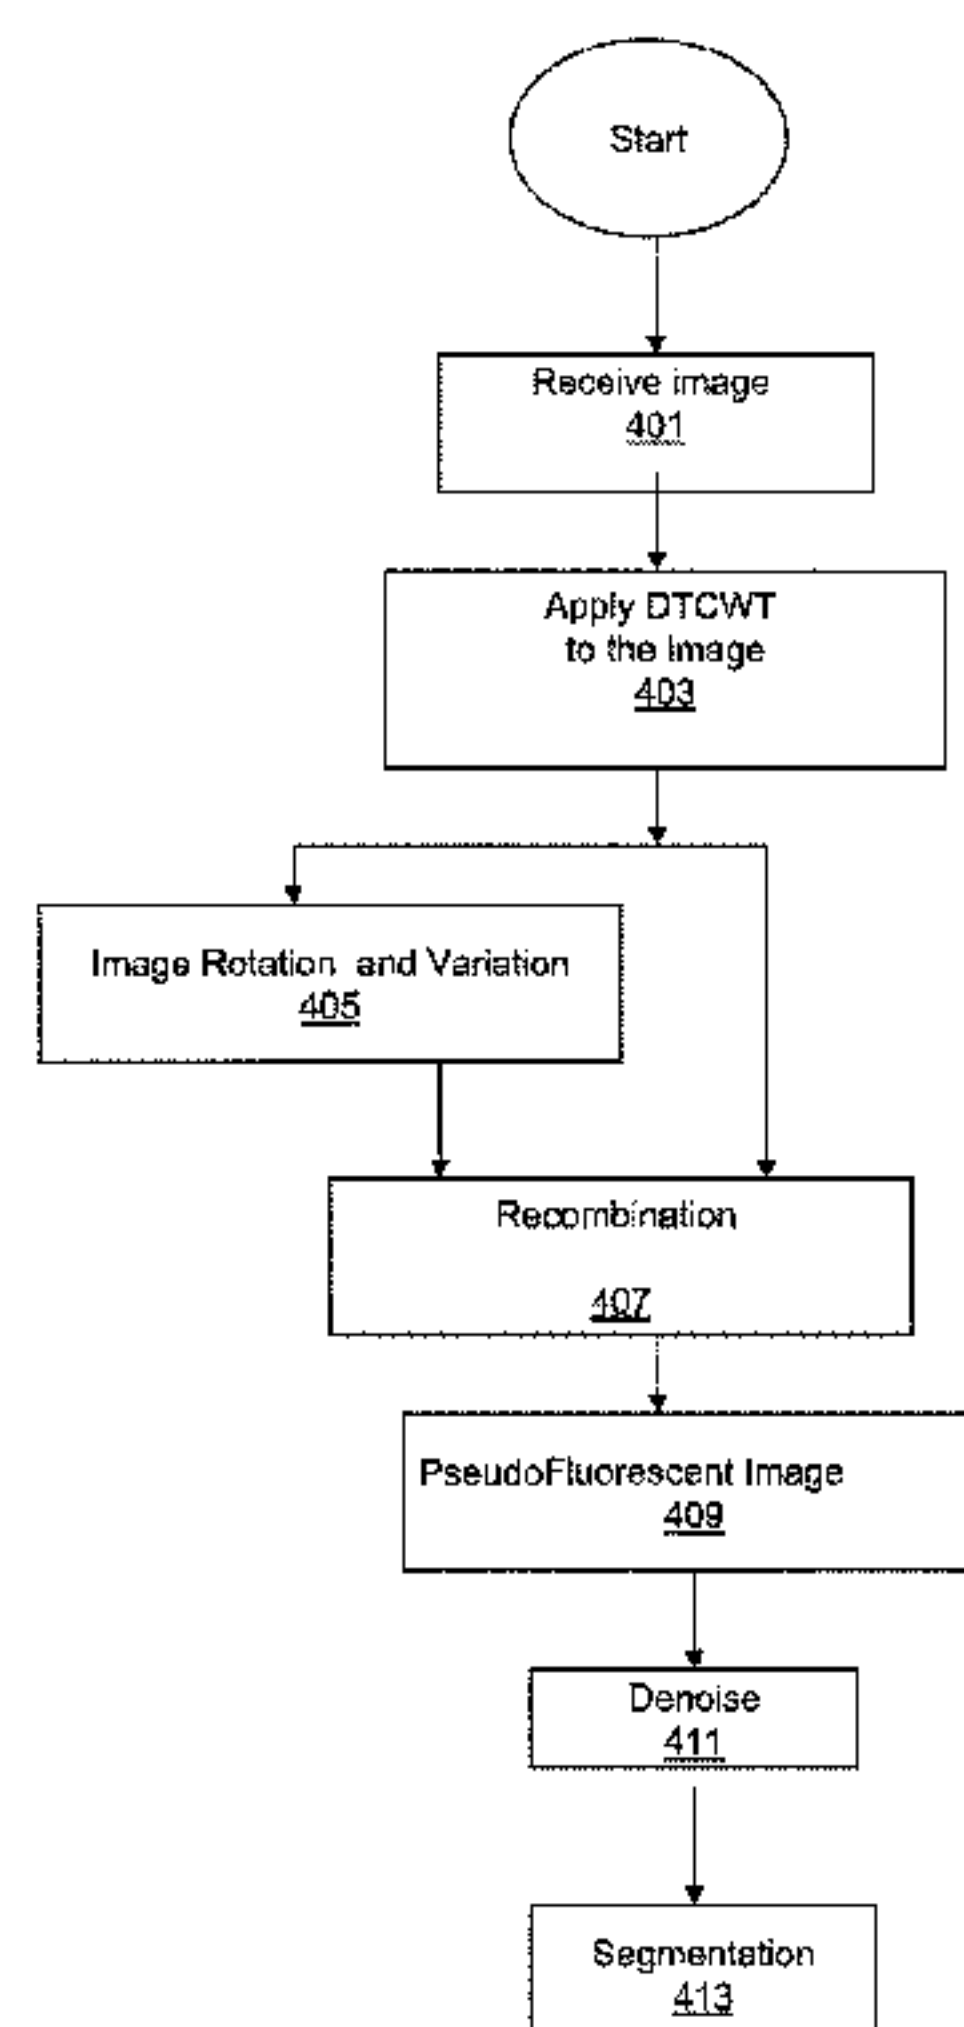 Start
Receive image
401
Apply DTCWT
to the Image
403
Image Rotation and Variation
405
Recombination
407
PseudoFluorescent Image
409
Denoise
411
Segmentation
413